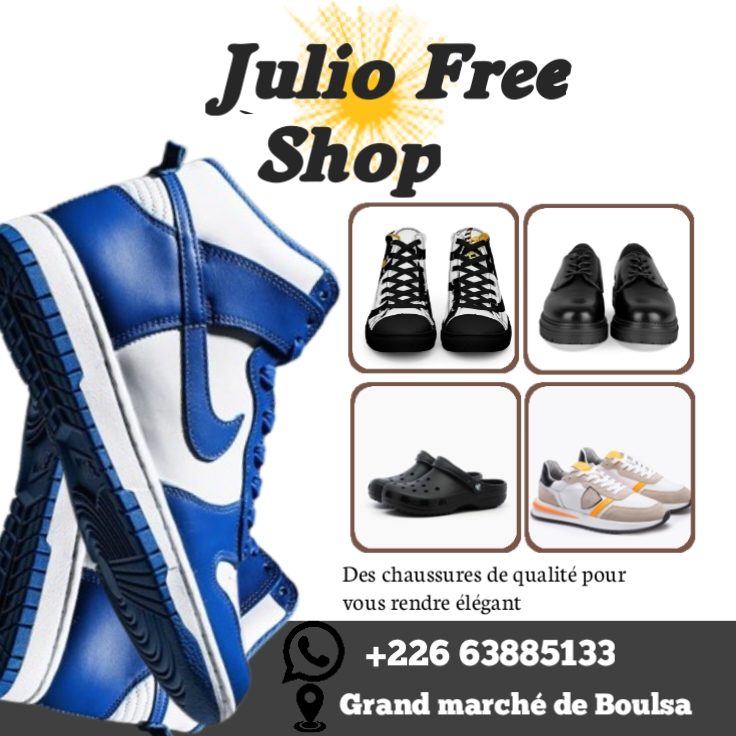 Julio Free
Shop
Des chaussures de qualité pour
vous rendre élégant
+226 63885133
Grand marché de Boulsa